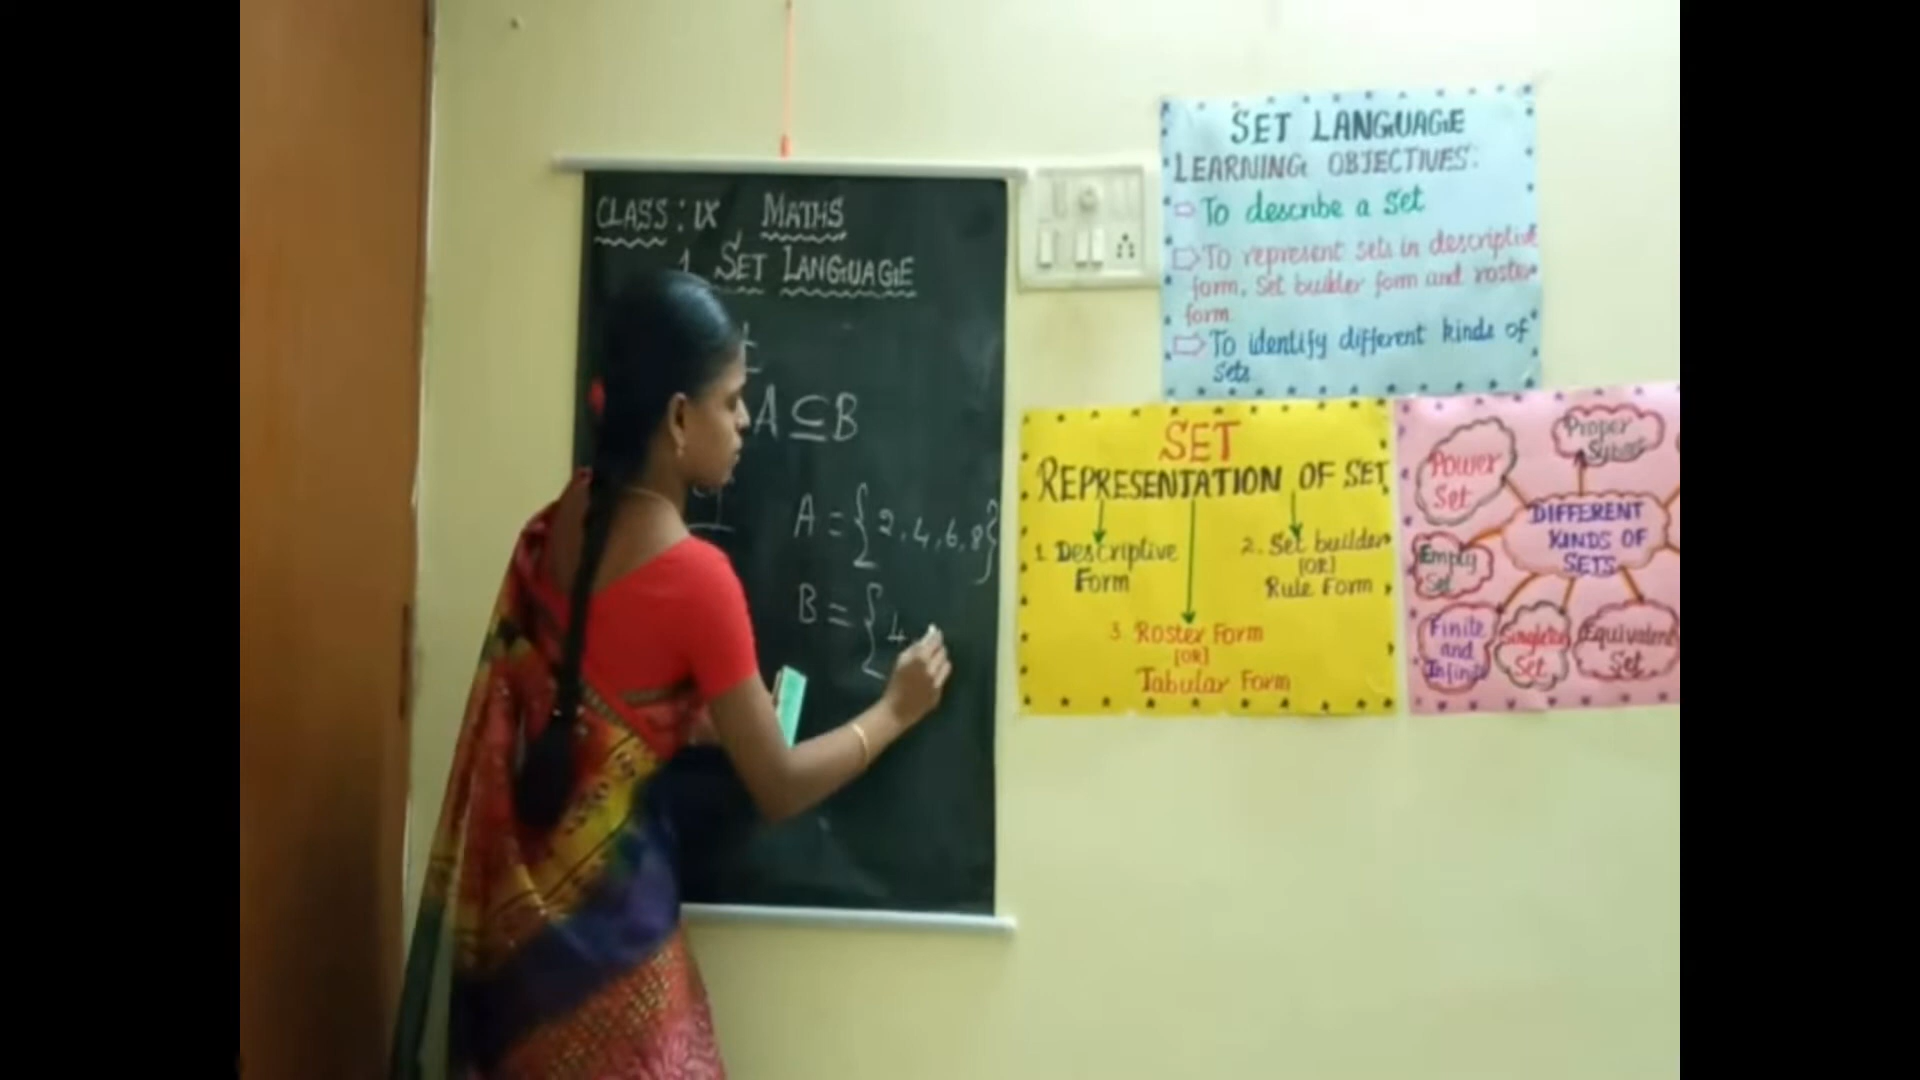 CLASS: IX MATHS
1. SET LANGUAGE
A ⊆ B
A = {2, 4, 6, 8}
B = {4
SET LANGUAGE
LEARNING OBJECTIVES:
To describe a Set
To represent sets in descriptive
form, Set builder form and roster
form
To identify different kinds of
Sets
SET
REPRESENTATION OF SET
1. Descriptive
Form
2. Set builder
[OR]
Rule Form
3. Roster Form
[OR]
Tabular Form
Power
Set
Proper
Subset
DIFFERENT
KINDS OF
SETS
Empty
Set
Finite
and
Infinite
Singleton
Set
Equivalent
Set